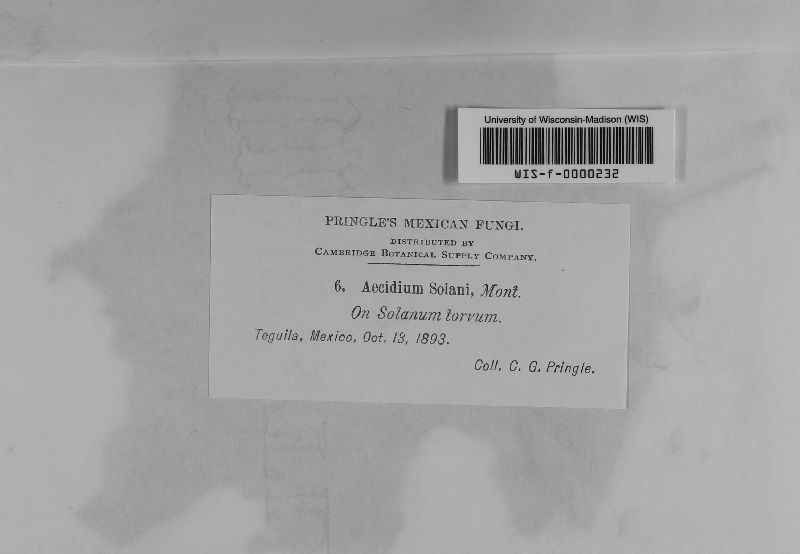 University of Wisconsin-Madison (WIS)
WIS-f-0000232
PRINGLE'S MEXICAN FUNGI.
DISTRIBUTED BY
CAMBRIDGE BOTANICAL SUPPLY COMPANY.
6. Aecidium Solani, Mont.
On Solanum torvum.
Teguila, Mexico, Oct. 13, 1893.
Coll. C. G. Pringle.